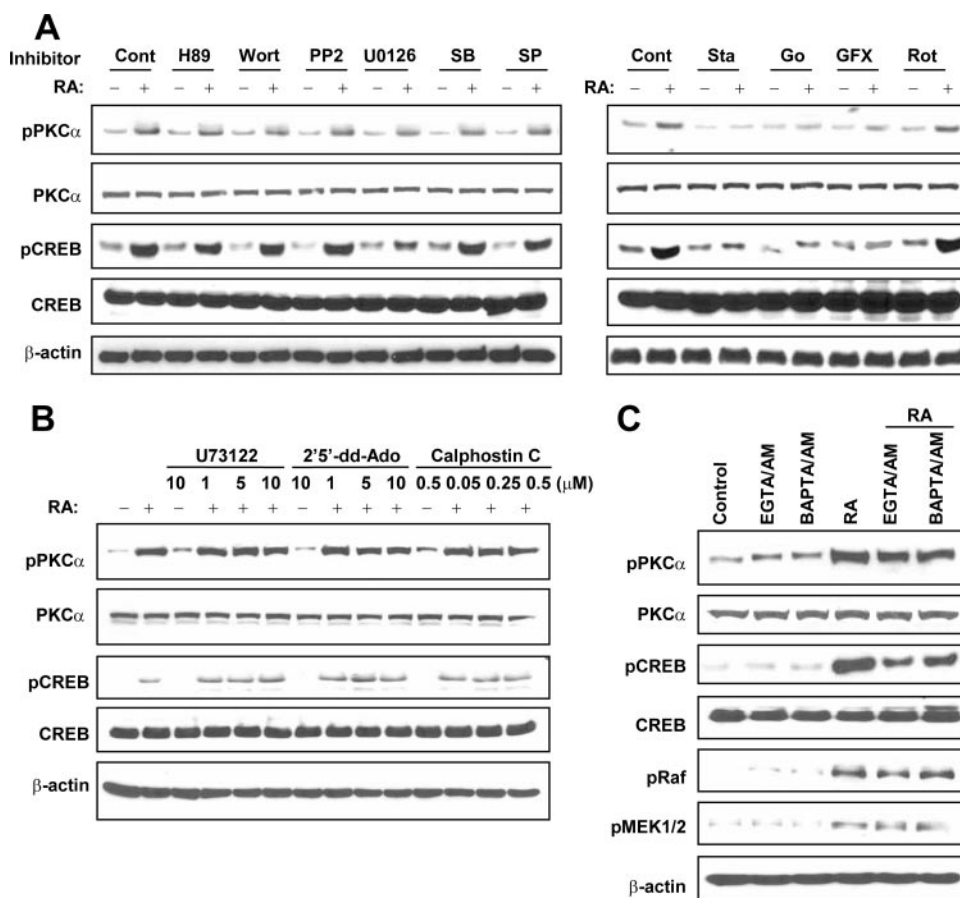 A
Inhibitor Cont H89 Wort PP2 U0126 SB SP Cont Sta Go GFX Rot
RA: – + – + – + – + – + – + – + RA: – + – + – + – + – +
pPKCα
PKCα
pCREB
CREB
β-actin
B
U73122 2'5'-dd-Ado Calphostin C
10 1 5 10 10 1 5 10 0.5 0.05 0.25 0.5 (μM)
RA: – + – + + + – + + + – + + +
pPKCα
PKCα
pCREB
CREB
β-actin
C
RA
Control EGTA/AM BAPTA/AM RA EGTA/AM BAPTA/AM
pPKCα
PKCα
pCREB
CREB
pRaf
pMEK1/2
β-actin